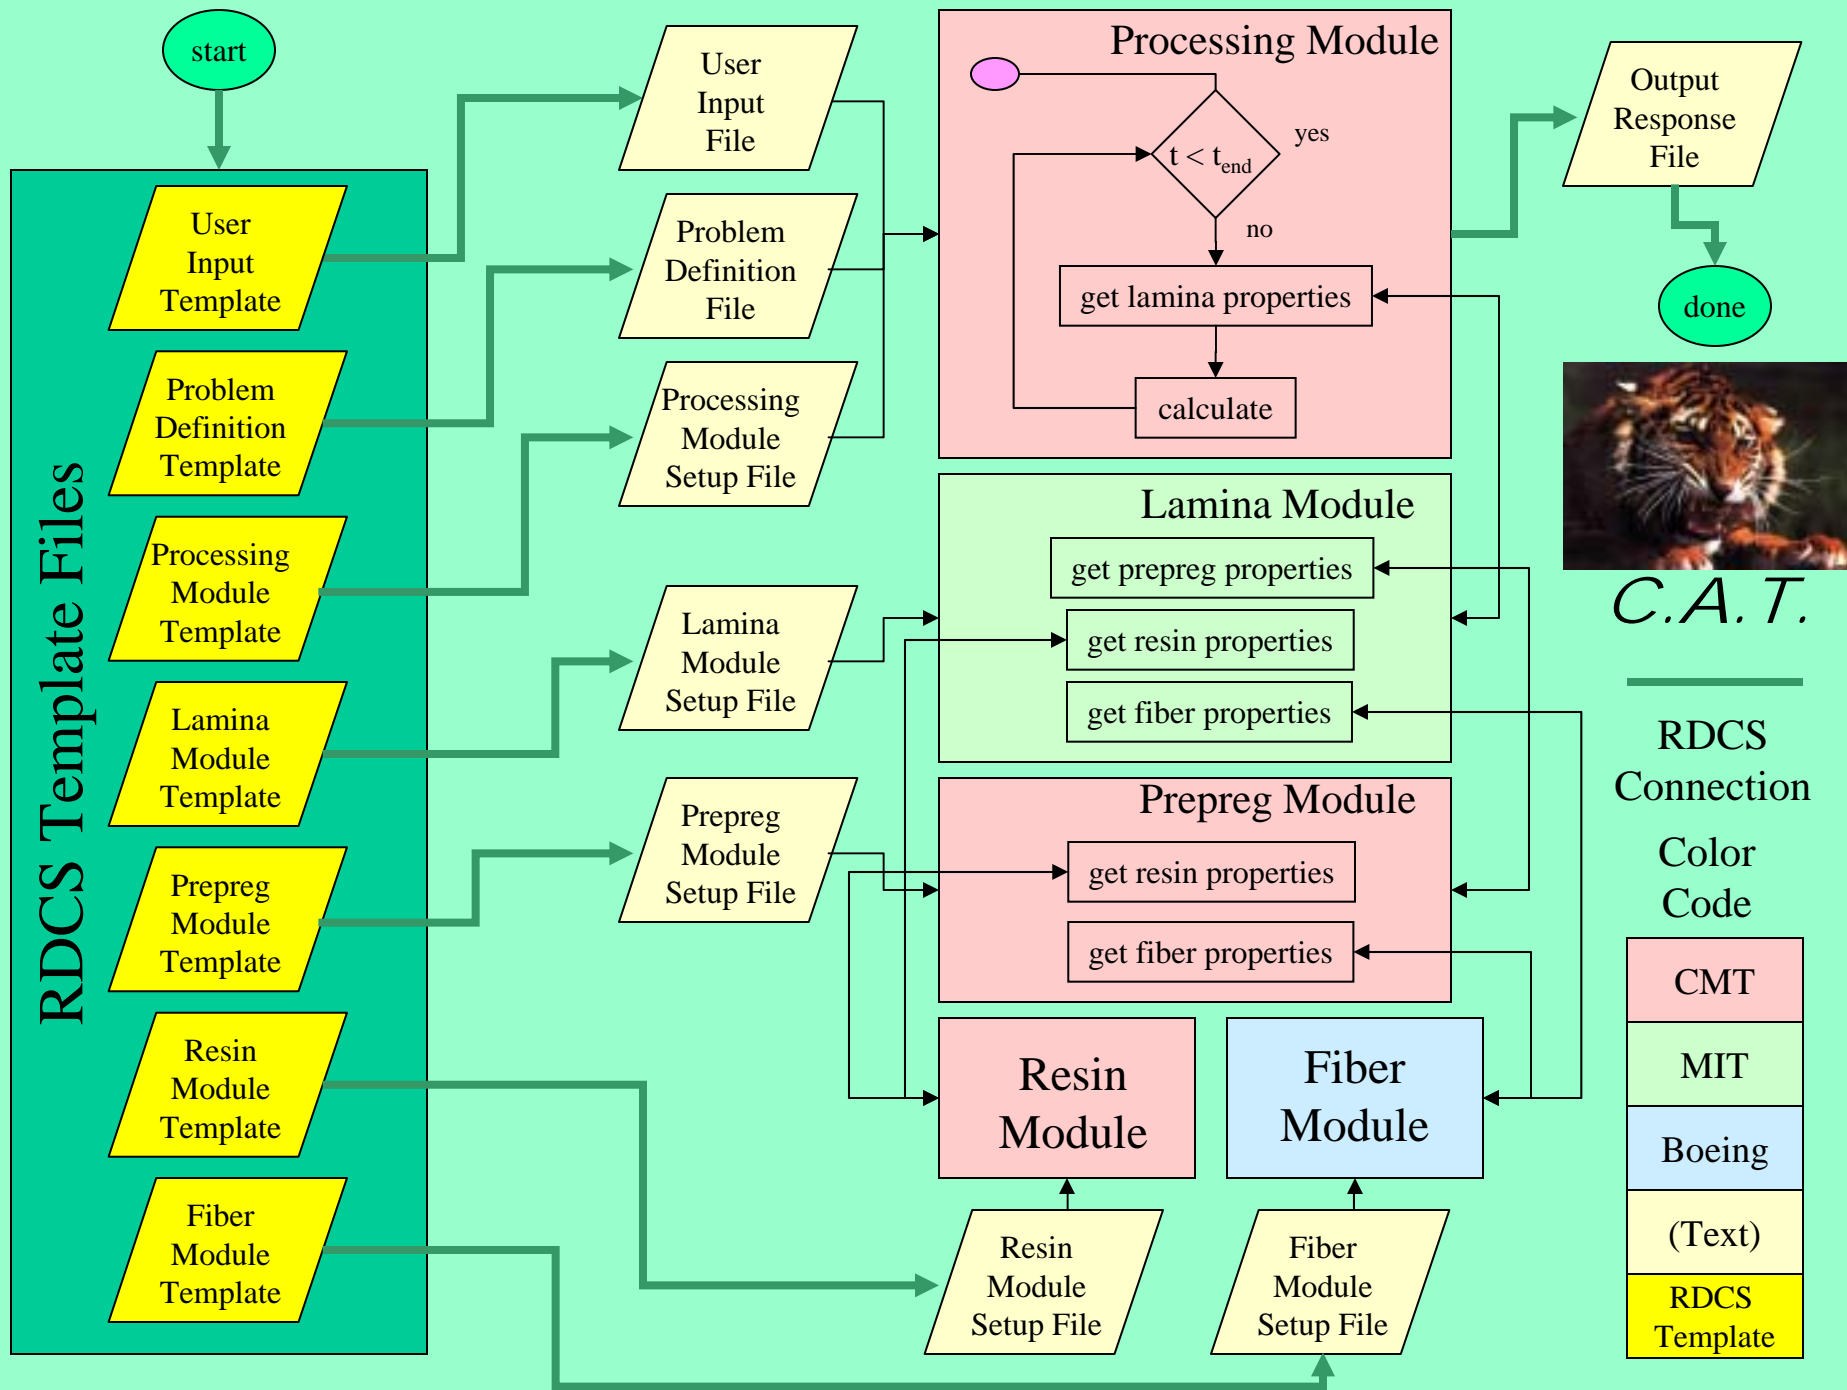 start
RDCS Template Files
User
Input
Template
Problem
Definition
Template
Processing
Module
Template
Lamina
Module
Template
Prepreg
Module
Template
Resin
Module
Template
Fiber
Module
Template
User
Input
File
Problem
Definition
File
Processing
Module
Setup File
Lamina
Module
Setup File
Prepreg
Module
Setup File
Processing Module
t < tend
yes
no
get lamina properties
calculate
Lamina Module
get prepreg properties
get resin properties
get fiber properties
Prepreg Module
get resin properties
get fiber properties
Resin
Module
Fiber
Module
Resin
Module
Setup File
Fiber
Module
Setup File
Output
Response
File
done
C.A.T.
RDCS
Connection
Color
Code
CMT
MIT
Boeing
(Text)
RDCS
Template